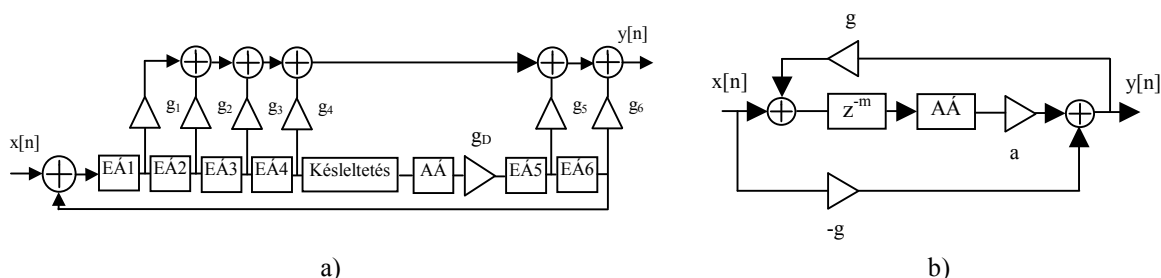 y[n]
g1
g2
g3
g4
g5
g6
x[n]
gD
EÁ1
EÁ2
EÁ3
EÁ4
Késleltetés
AÁ
EÁ5
EÁ6
a)
g
x[n]
y[n]
z-m
AÁ
a
-g
b)